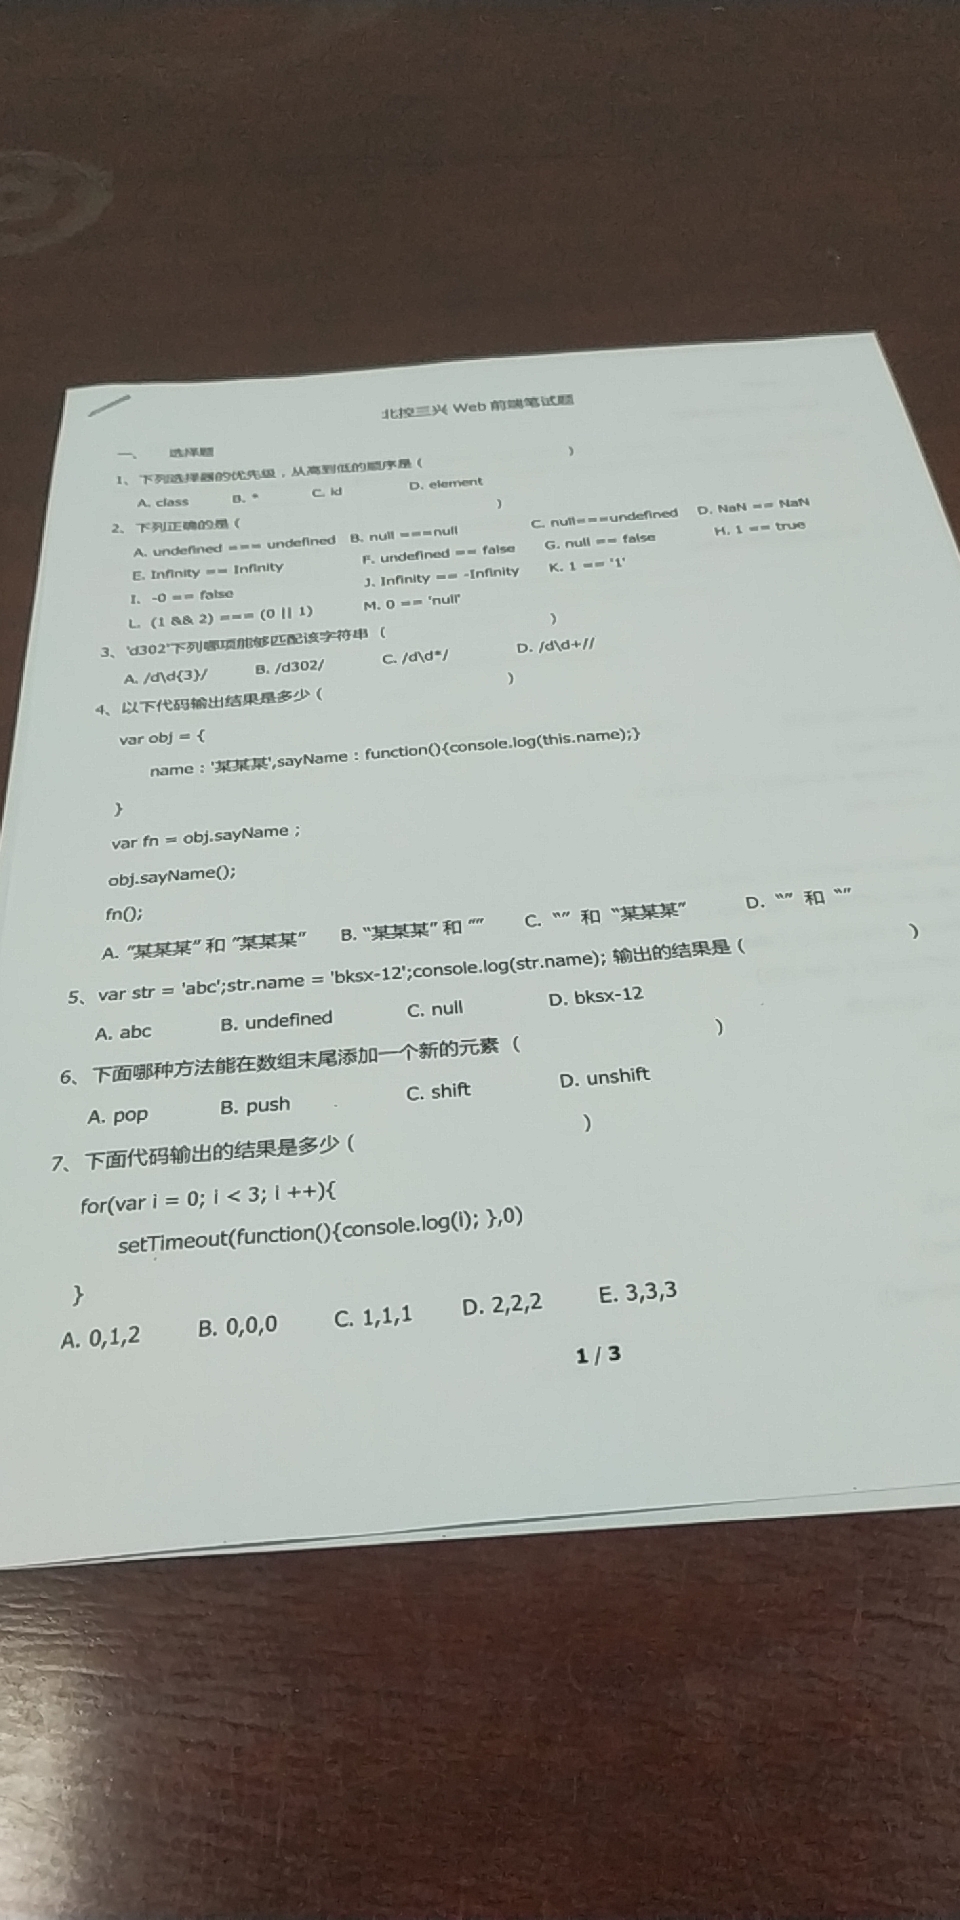 北控三兴 Web 前端笔试题
一、 选择题
1、下列选择器的优先级，从高到低的顺序是（ ）
A. class B. * C. id D. element
2、下列正确的是（ ）
A. undefined === undefined B. null ===null C. null===undefined D. NaN == NaN
E. Infinity == Infinity F. undefined == false G. null == false H. 1 == true
I. -0 == false J. Infinity == -Infinity K. 1 == '1'
L. (1 && 2) === (0 || 1) M. 0 == 'null'
3、'd302'下列哪项能够匹配该字符串（ ）
A. /d\d{3}/ B. /d302/ C. /d\d*/ D. /d\d+//
4、以下代码输出结果是多少（ ）
var obj = {
name : '某某某',sayName : function(){console.log(this.name);}
}
var fn = obj.sayName ;
obj.sayName();
fn();
A. “某某某” 和 “某某某” B. “某某某” 和 “” C. “” 和 “某某某” D. “” 和 “”
5、var str = 'abc';str.name = 'bksx-12';console.log(str.name); 输出的结果是（ ）
A. abc B. undefined C. null D. bksx-12
6、下面哪种方法能在数组末尾添加一个新的元素（ ）
A. pop B. push C. shift D. unshift
7、下面代码输出的结果是多少（ ）
for(var i = 0; i < 3; i ++){
setTimeout(function(){console.log(i); },0)
}
A. 0,1,2 B. 0,0,0 C. 1,1,1 D. 2,2,2 E. 3,3,3
1 / 3